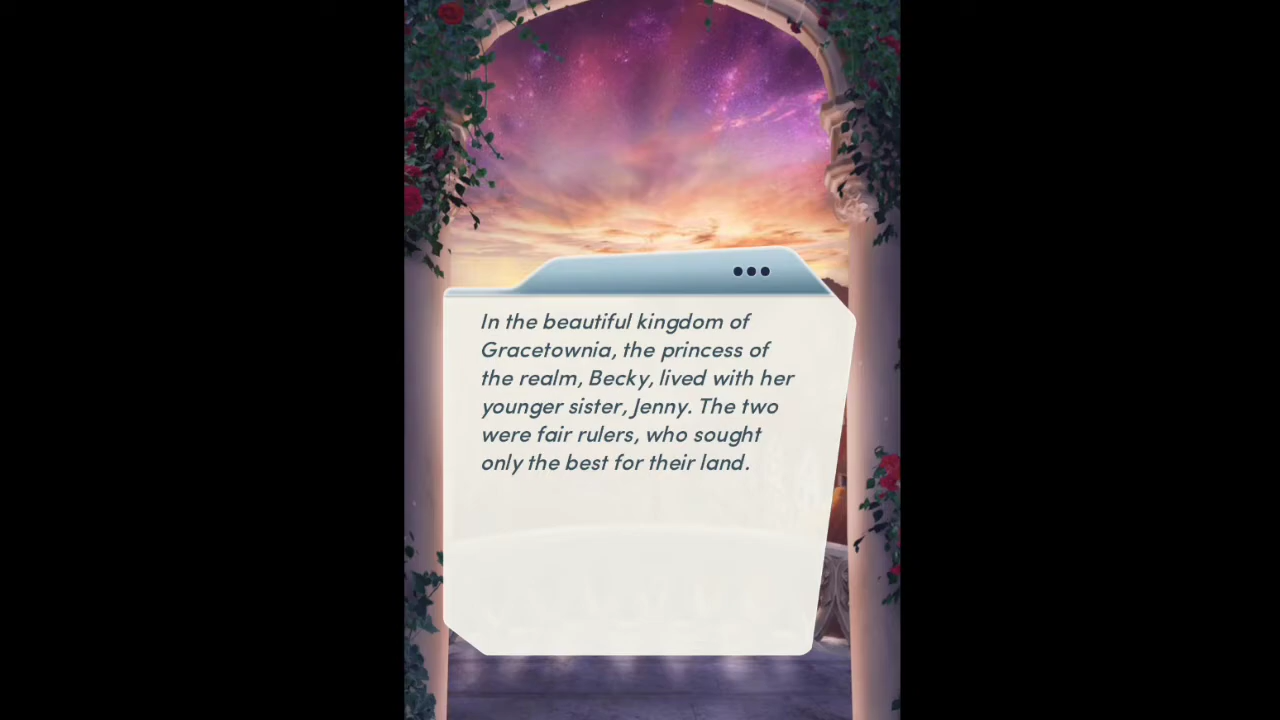 In the beautiful kingdom of
Gracetownia, the princess of
the realm, Becky, lived with her
younger sister, Jenny. The two
were fair rulers, who sought
only the best for their land.